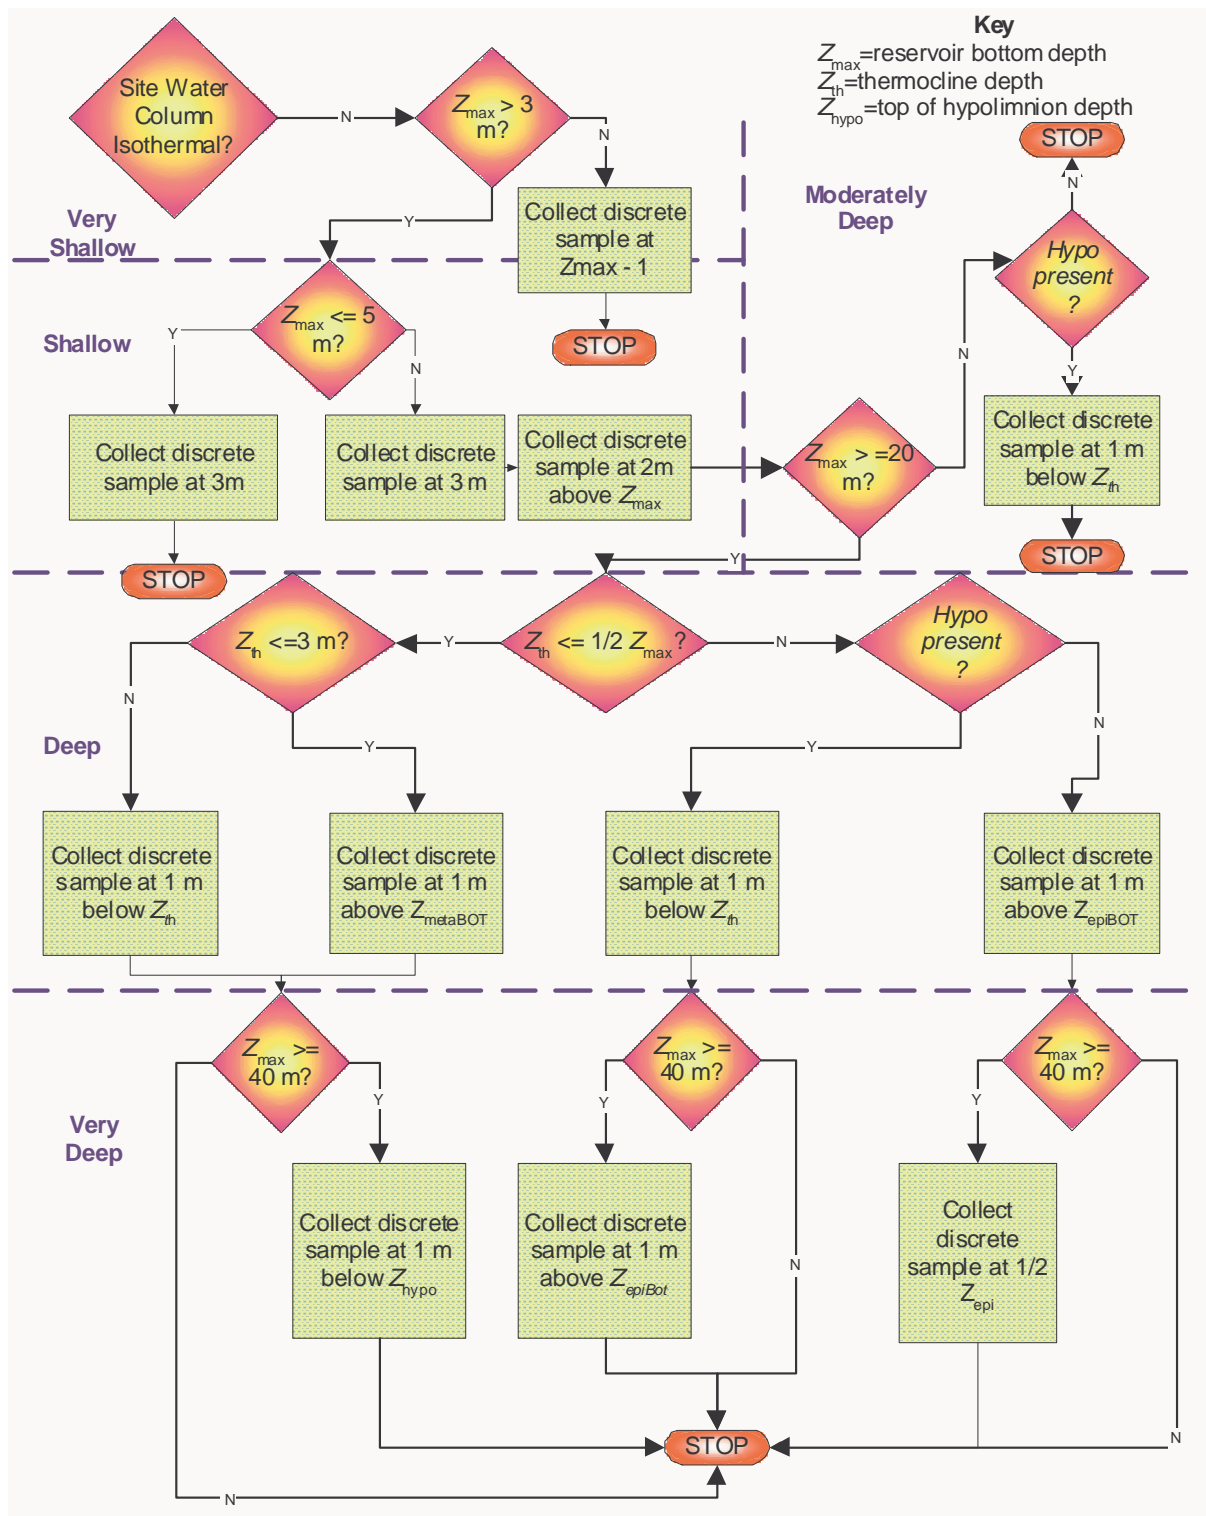 Key
Zmax=reservoir bottom depth
Zth=thermocline depth
Zhypo=top of hypolimnion depth
Site Water
Column
Isothermal?
N
Zmax > 3
m?
N
Y
Very
Shallow
Collect discrete
sample at
Zmax - 1
STOP
Moderately
Deep
STOP
N
Hypo
present
?
Y
Collect discrete
sample at 1 m
below Zth
STOP
Shallow
Zmax <= 5
m?
Y
N
Collect discrete
sample at 3m
STOP
Collect discrete
sample at 3 m
Collect discrete
sample at 2m
above Zmax
Zmax > =20
m?
N
Y
Deep
Zth <=3 m?
Y
Zth <= 1/2 Zmax ?
N
Hypo
present
?
N
Y
Y
N
Collect discrete
sample at 1 m
below Zth
Collect discrete
sample at 1 m
above ZmetaBOT
Collect discrete
sample at 1 m
below Zth
Collect discrete
sample at 1 m
above ZepiBOT
Very
Deep
Zmax >=
40 m?
Y
Zmax >=
40 m?
Y
Zmax >=
40 m?
Y
Collect discrete
sample at 1 m
below Zhypo
Collect discrete
sample at 1 m
above ZepiBot
N
Collect
discrete
sample at 1/2
Zepi
STOP
N
N